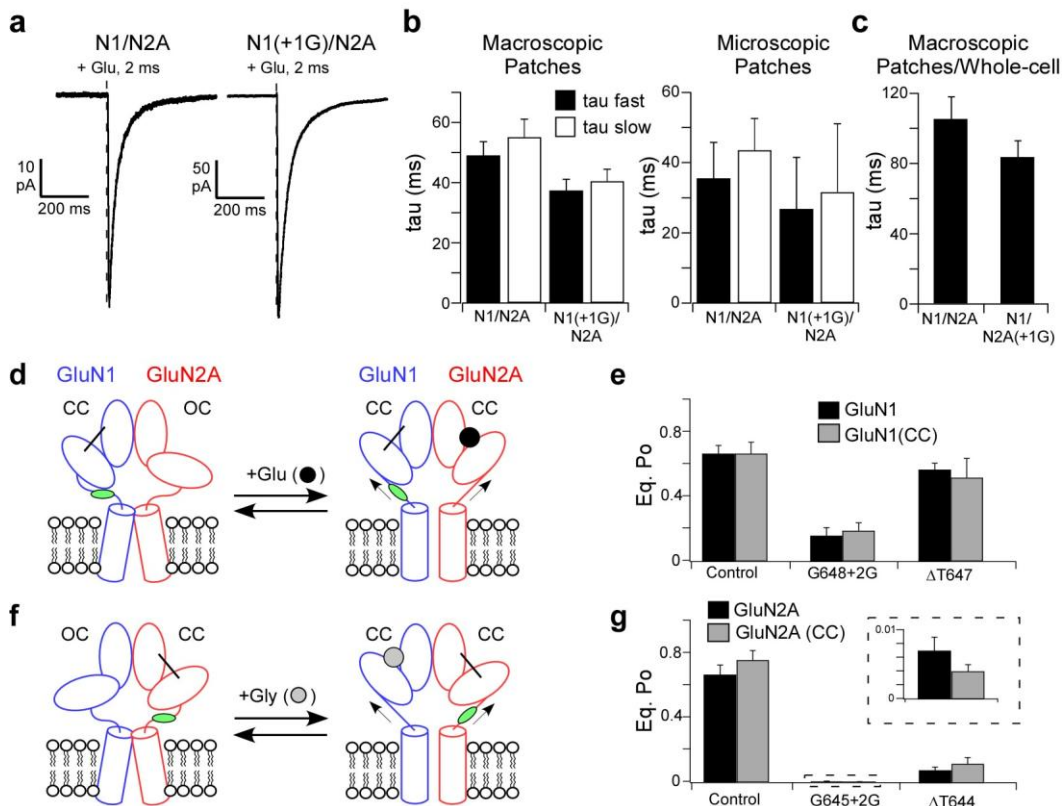 a
N1/N2A
+ Glu, 2 ms
10
pA
200 ms
N1(+1G)/N2A
+ Glu, 2 ms
50
pA
200 ms
b
Macroscopic
Patches
tau fast
tau slow
tau (ms)
60
40
20
0
N1/N2A
N1(+1G)/
N2A
Microscopic
Patches
tau (ms)
60
40
20
0
N1/N2A
N1(+1G)/
N2A
c
Macroscopic
Patches/Whole-cell
tau (ms)
120
80
40
0
N1/N2A
N1/
N2A(+1G)
d
GluN1
GluN2A
CC
OC
+Glu ( )
GluN1
GluN2A
CC
CC
e
GluN1
GluN1(CC)
Eq. Po
0.8
0.4
0
Control
G648+2G
ΔT647
f
OC
CC
+Gly ( )
CC
CC
g
GluN2A
GluN2A (CC)
Eq. Po
0.8
0.4
0
0.01
0
Control
G645+2G
ΔT644